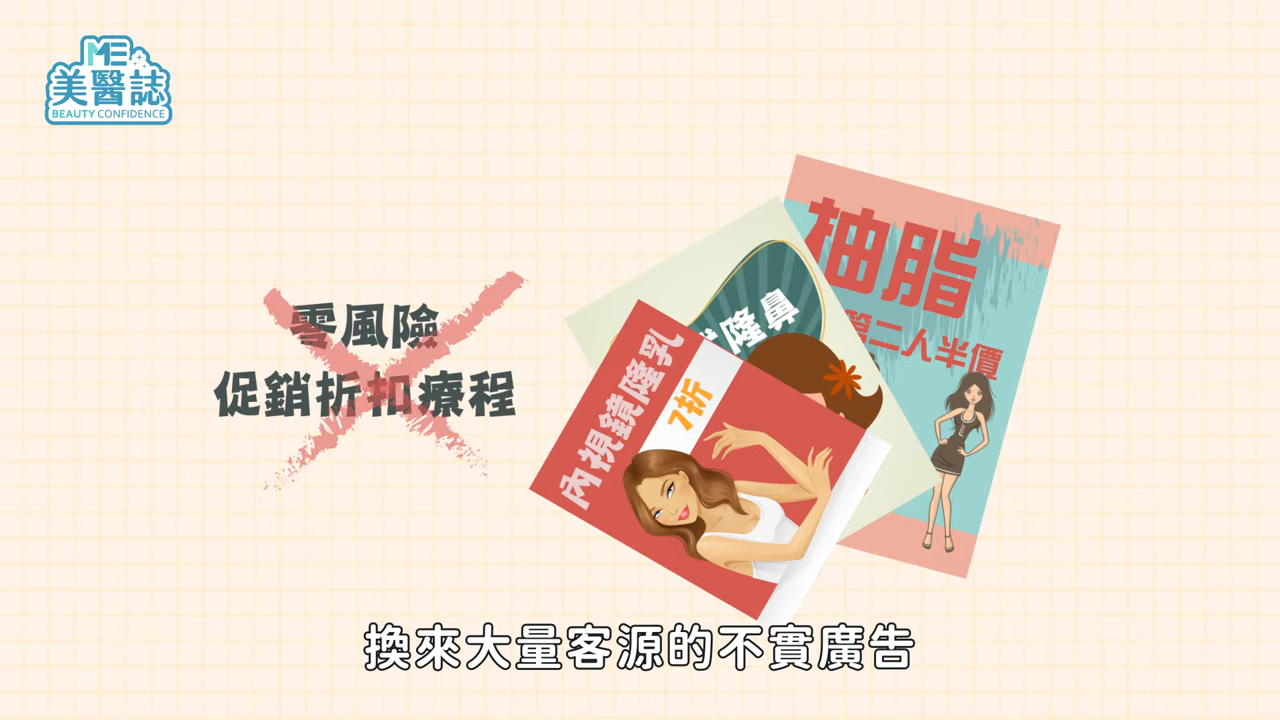 ME
美醫誌
BEAUTY CONFIDENCE
零風險
促銷折扣療程
抽脂
二人半價
隆鼻
內視鏡隆乳
7折
換來大量客源的不實廣告